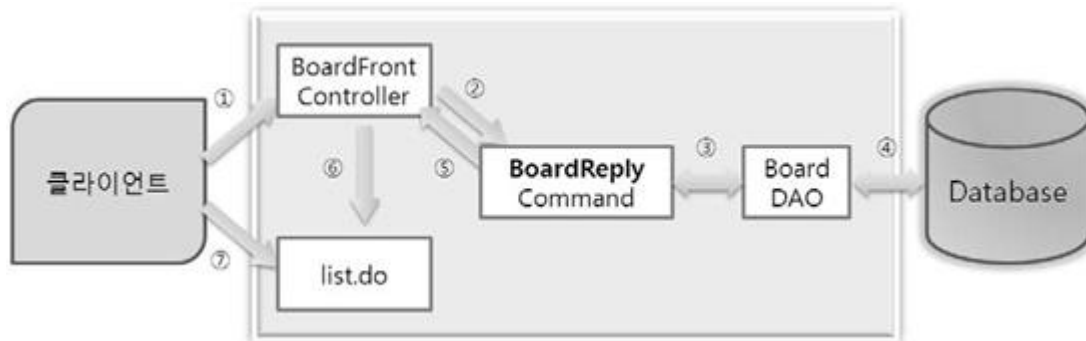 BoardFront
Controller
①
②
클라이언트
⑥
⑤
BoardReply
Command
③
Board
DAO
④
Database
⑦
list.do